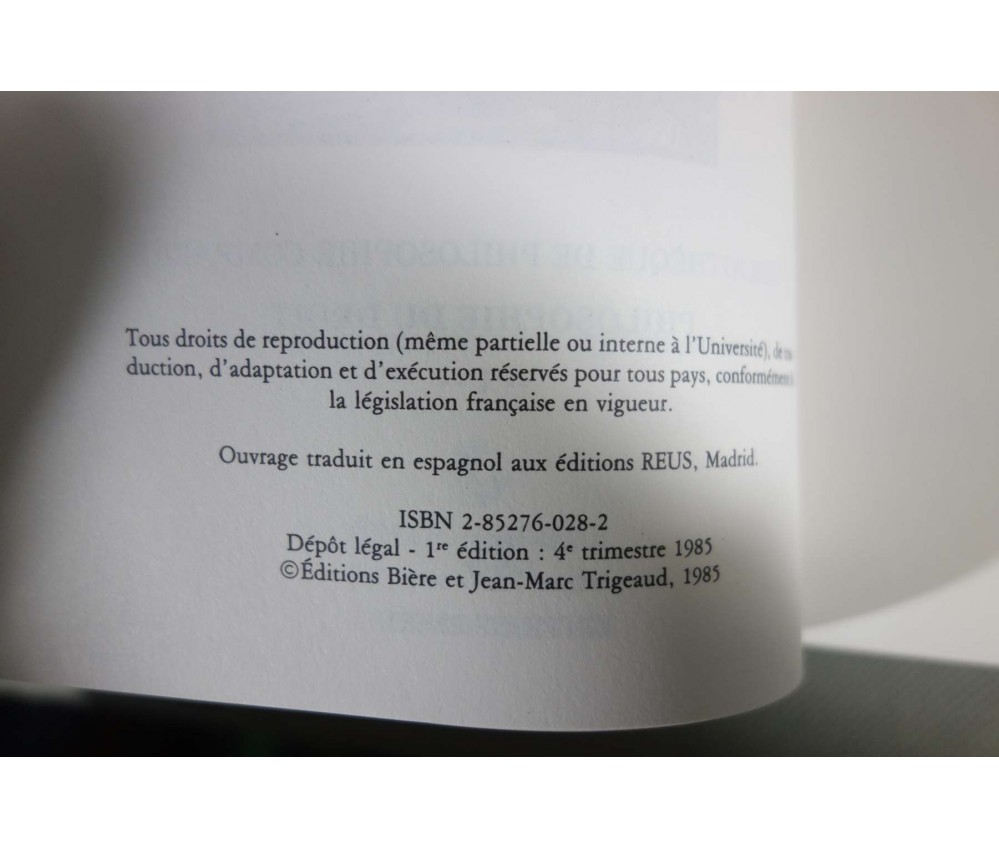 Tous droits de reproduction (même partielle ou interne à l'Université), de
duction, d'adaptation et d'exécution réservés pour tous pays, conformément à
la législation française en vigueur.
Ouvrage traduit en espagnol aux éditions REUS, Madrid.
ISBN 2-85276-028-2
Dépôt légal - 1re édition : 4e trimestre 1985
©Éditions Bière et Jean-Marc Trigeaud, 1985